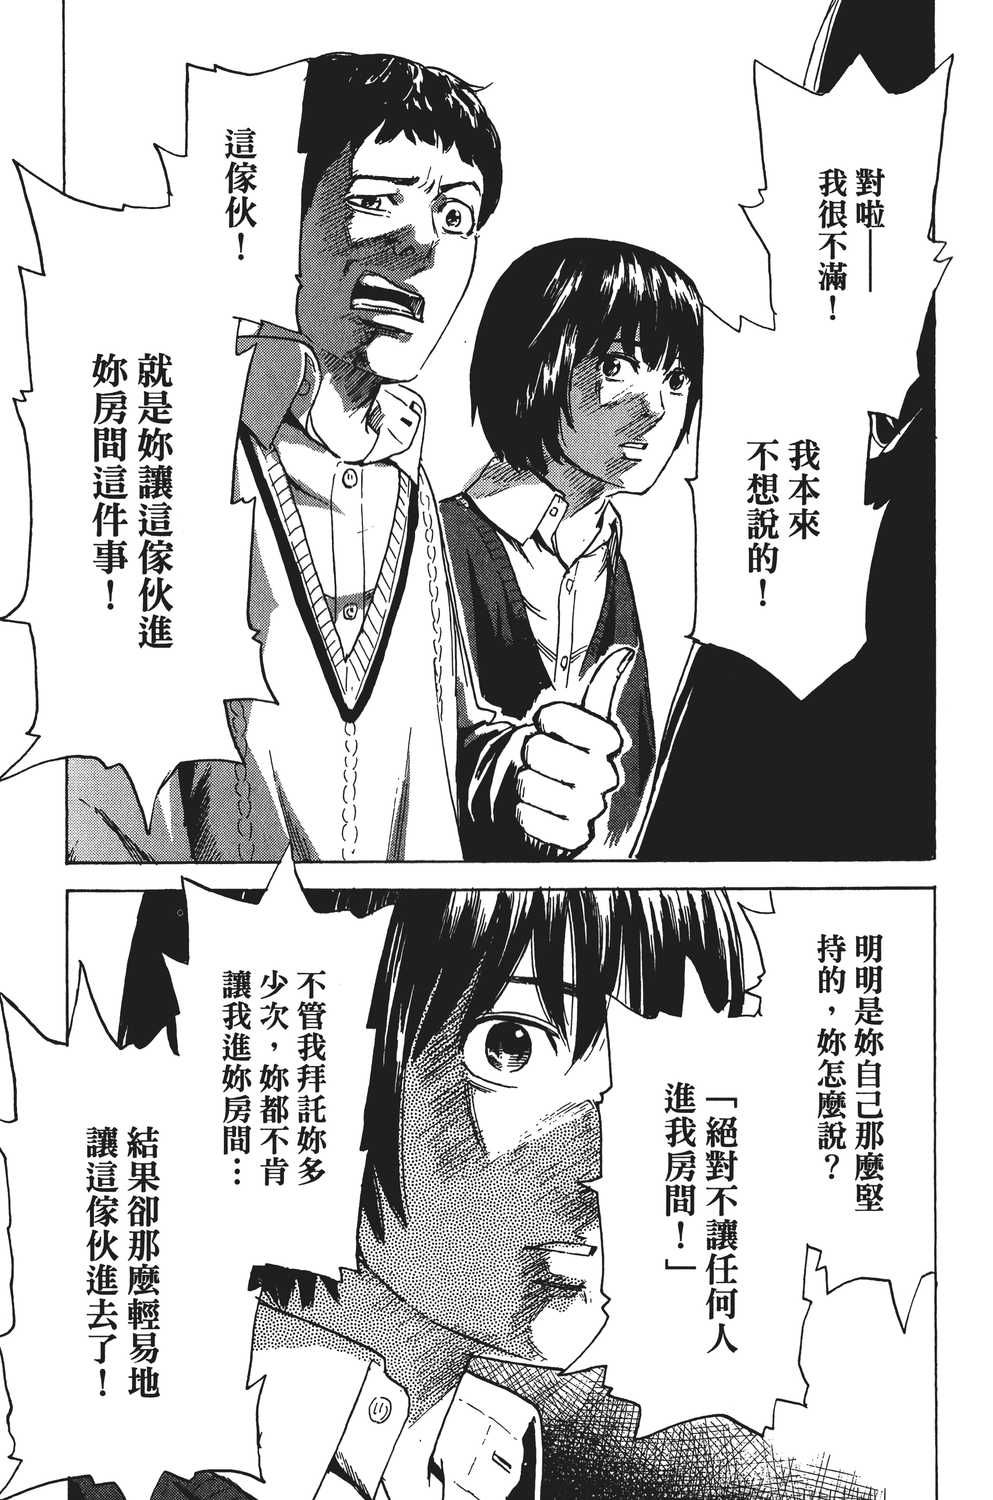 對啦——
我很不滿！
我本來
不想說的！
這傢伙！
就是妳讓這傢伙進
妳房間這件事！
明明是妳自己那麼堅
持的，妳怎麼說？
「絕對不讓任何人
進我房間！」
不管我拜託妳多
少次，妳都不肯
讓我進妳房間…
結果卻那麼輕易地
讓這傢伙進去了！